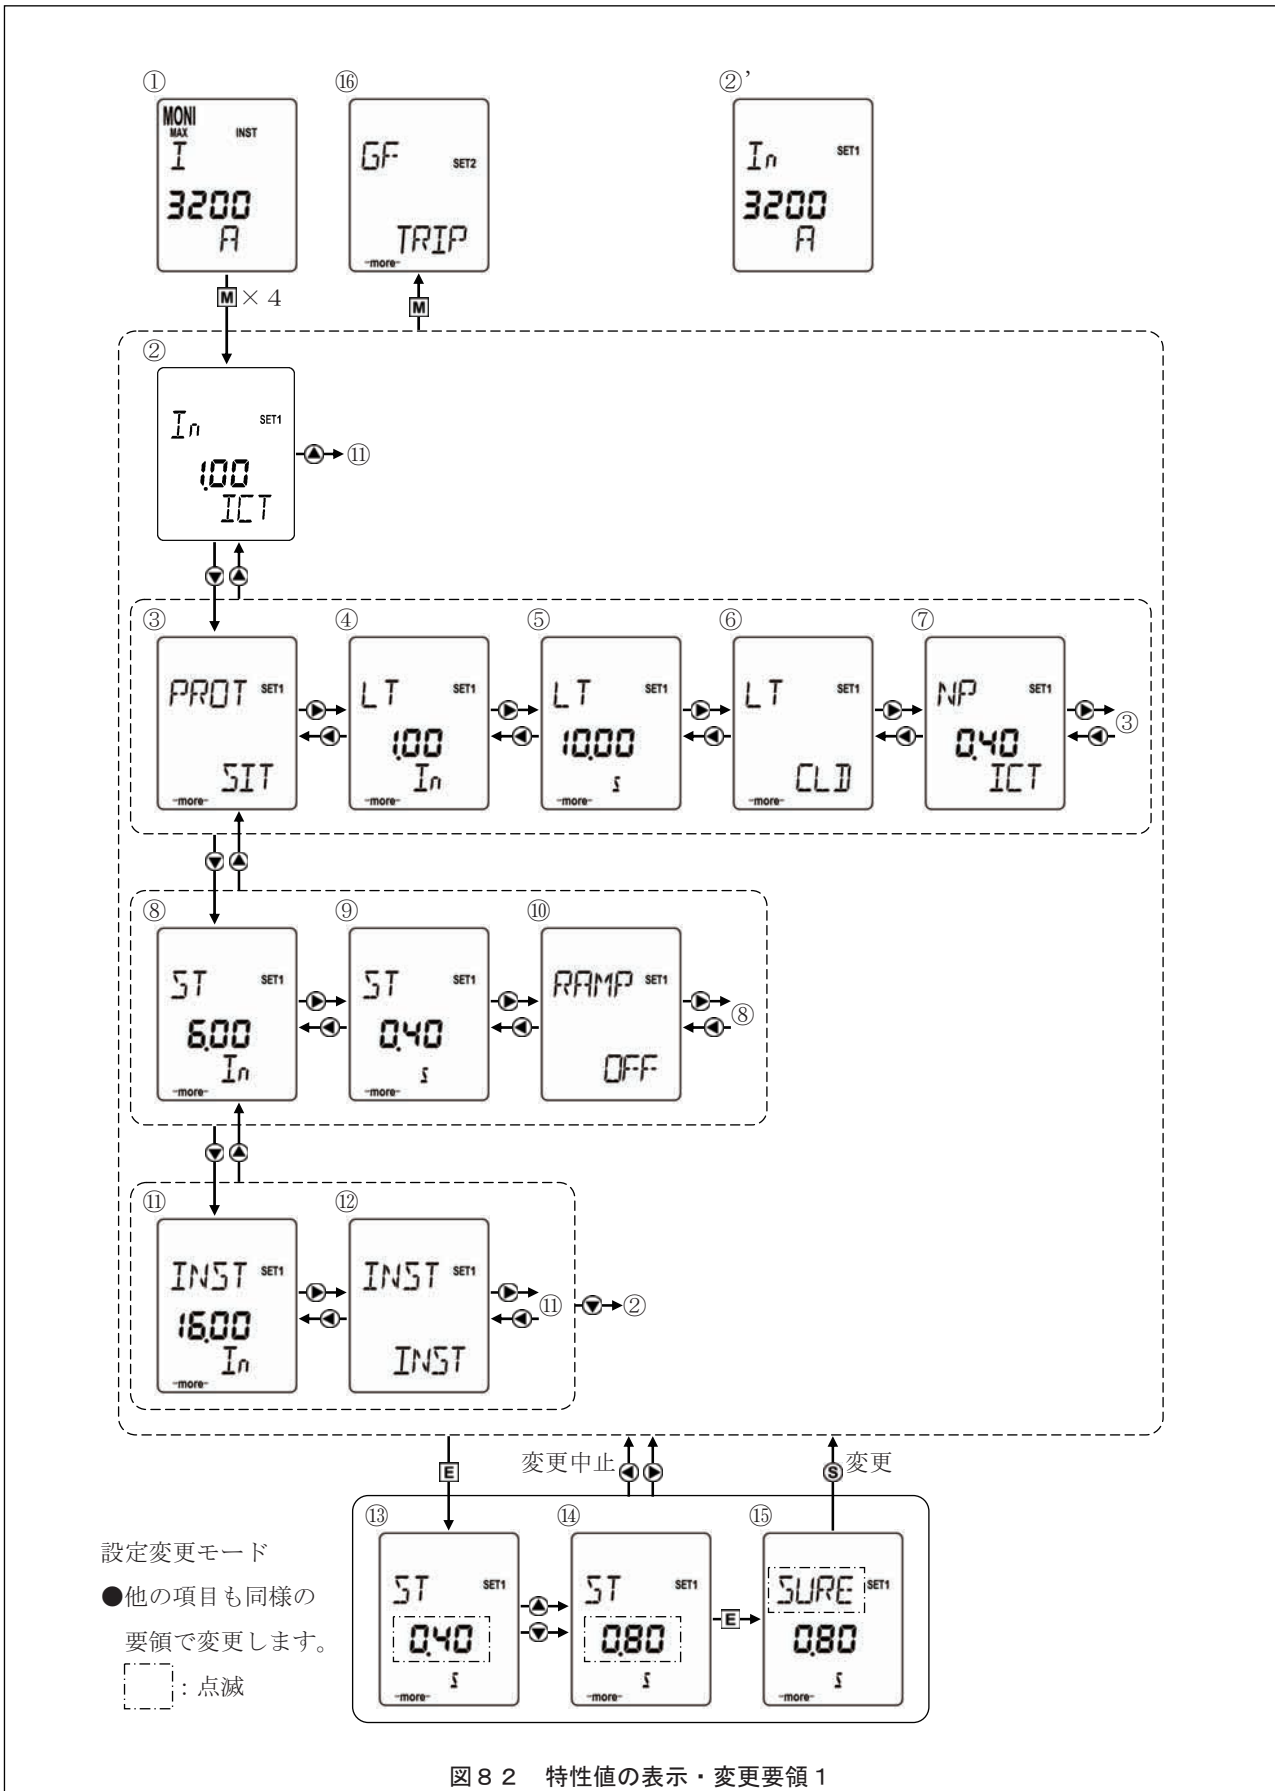 ① ⑯ ②’
MONI
MAX INST
I
3200
A
GF SET2
TRIP
-more-
In SET1
3200
A
M × 4
M
②
In SET1
1.00
ICT
⑪
③ ④ ⑤ ⑥ ⑦
PROT SET1
SIT
-more-
LT SET1
1.00
In
-more-
LT SET1
10.00
s
-more-
LT SET1
CLD
-more-
NP SET1
0.40
ICT
③
⑧ ⑨ ⑩
ST SET1
6.00
In
-more-
ST SET1
0.40
s
-more-
RAMP SET1
OFF
⑧
⑪ ⑫
INST SET1
16.00
In
-more-
INST SET1
INST
⑪
②
E
変更中止
S 変更
⑬ ⑭ ⑮
ST SET1
0.40
s
-more-
ST SET1
0.80
s
-more-
E
SURE SET1
0.80
s
-more-
設定変更モード
●他の項目も同様の
要領で変更します。
：点滅
図８２ 特性値の表示・変更要領１